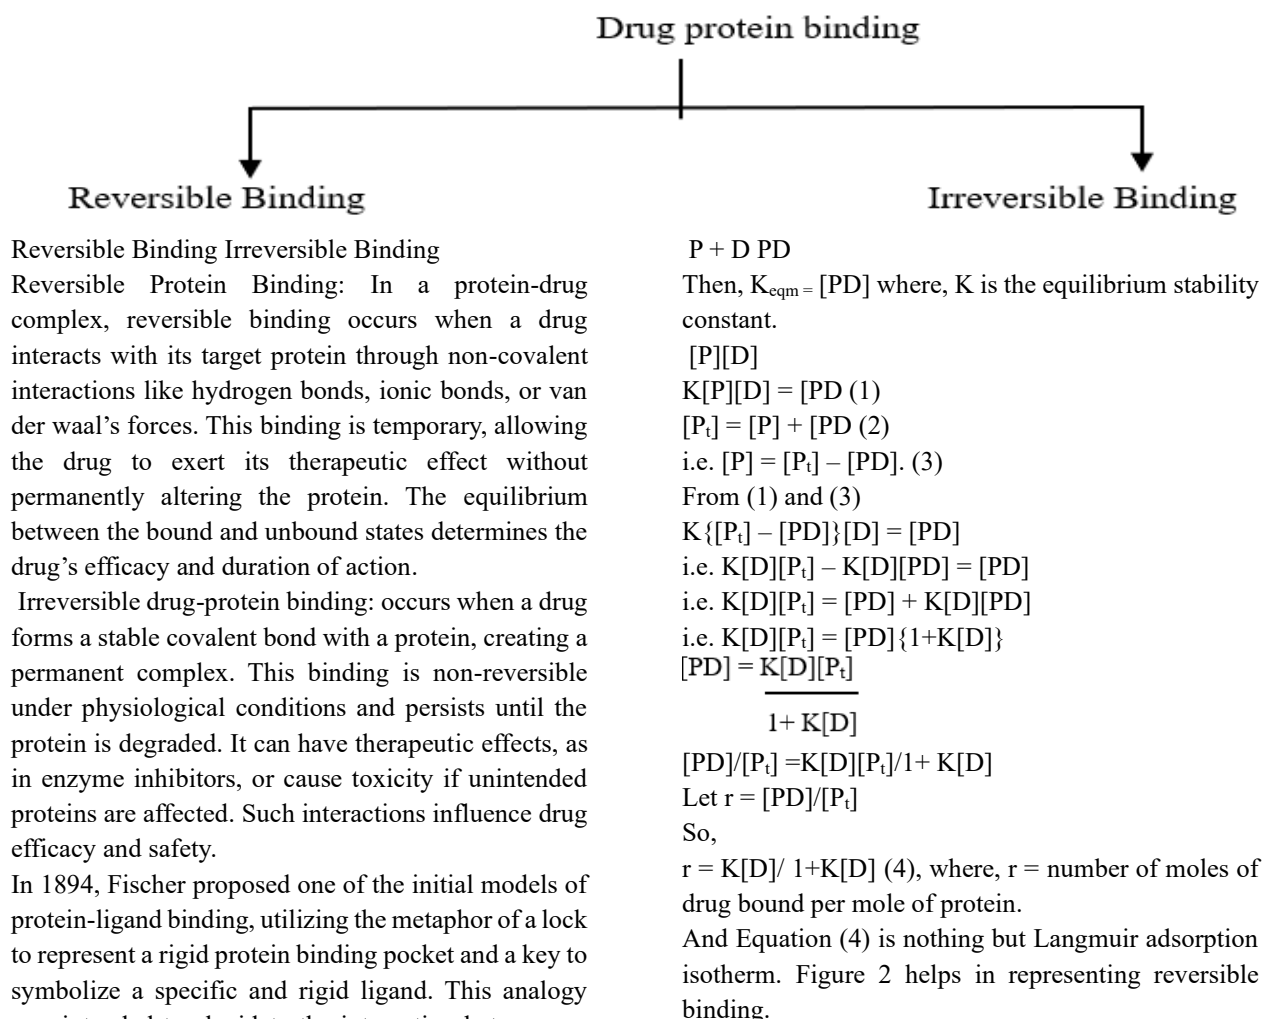 Drug protein binding
Reversible Binding
Irreversible Binding
Reversible Binding Irreversible Binding
Reversible Protein Binding: In a protein-drug
complex, reversible binding occurs when a drug
interacts with its target protein through non-covalent
interactions like hydrogen bonds, ionic bonds, or van
der waal’s forces. This binding is temporary, allowing
the drug to exert its therapeutic effect without
permanently altering the protein. The equilibrium
between the bound and unbound states determines the
drug’s efficacy and duration of action.
Irreversible drug-protein binding: occurs when a drug
forms a stable covalent bond with a protein, creating a
permanent complex. This binding is non-reversible
under physiological conditions and persists until the
protein is degraded. It can have therapeutic effects, as
in enzyme inhibitors, or cause toxicity if unintended
proteins are affected. Such interactions influence drug
efficacy and safety.
In 1894, Fischer proposed one of the initial models of
protein-ligand binding, utilizing the metaphor of a lock
to represent a rigid protein binding pocket and a key to
symbolize a specific and rigid ligand. This analogy
P + D PD
Then, Keqm = [PD] where, K is the equilibrium stability
constant.
[P][D]
K[P][D] = [PD (1)
[Pt] = [P] + [PD (2)
i.e. [P] = [Pt] – [PD]. (3)
From (1) and (3)
K{[Pt] – [PD]}[D] = [PD]
i.e. K[D][Pt] – K[D][PD] = [PD]
i.e. K[D][Pt] = [PD] + K[D][PD]
i.e. K[D][Pt] = [PD]{1+K[D]}
[PD] = K[D][Pt]
1+ K[D]
[PD]/[Pt] =K[D][Pt]/1+ K[D]
Let r = [PD]/[Pt]
So,
r = K[D]/ 1+K[D] (4), where, r = number of moles of
drug bound per mole of protein.
And Equation (4) is nothing but Langmuir adsorption
isotherm. Figure 2 helps in representing reversible
binding.